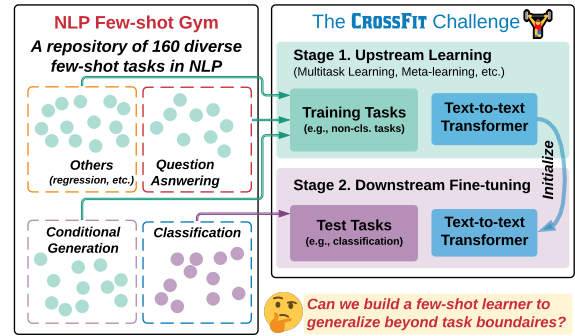 NLP Few-shot Gym
A repository of 160 diverse
few-shot tasks in NLP
Others
(regression, etc.)
Question
Asnwering
Conditional
Generation
Classification
The CROSSFIT Challenge
Stage 1. Upstream Learning
(Multitask Learning, Meta-learning, etc.)
Training Tasks
(e.g., non-cls. tasks)
Text-to-text
Transformer
Initialize
Stage 2. Downstream Fine-tuning
Test Tasks
(e.g., classification)
Text-to-text
Transformer
Can we build a few-shot learner to
generalize beyond task boundaires?